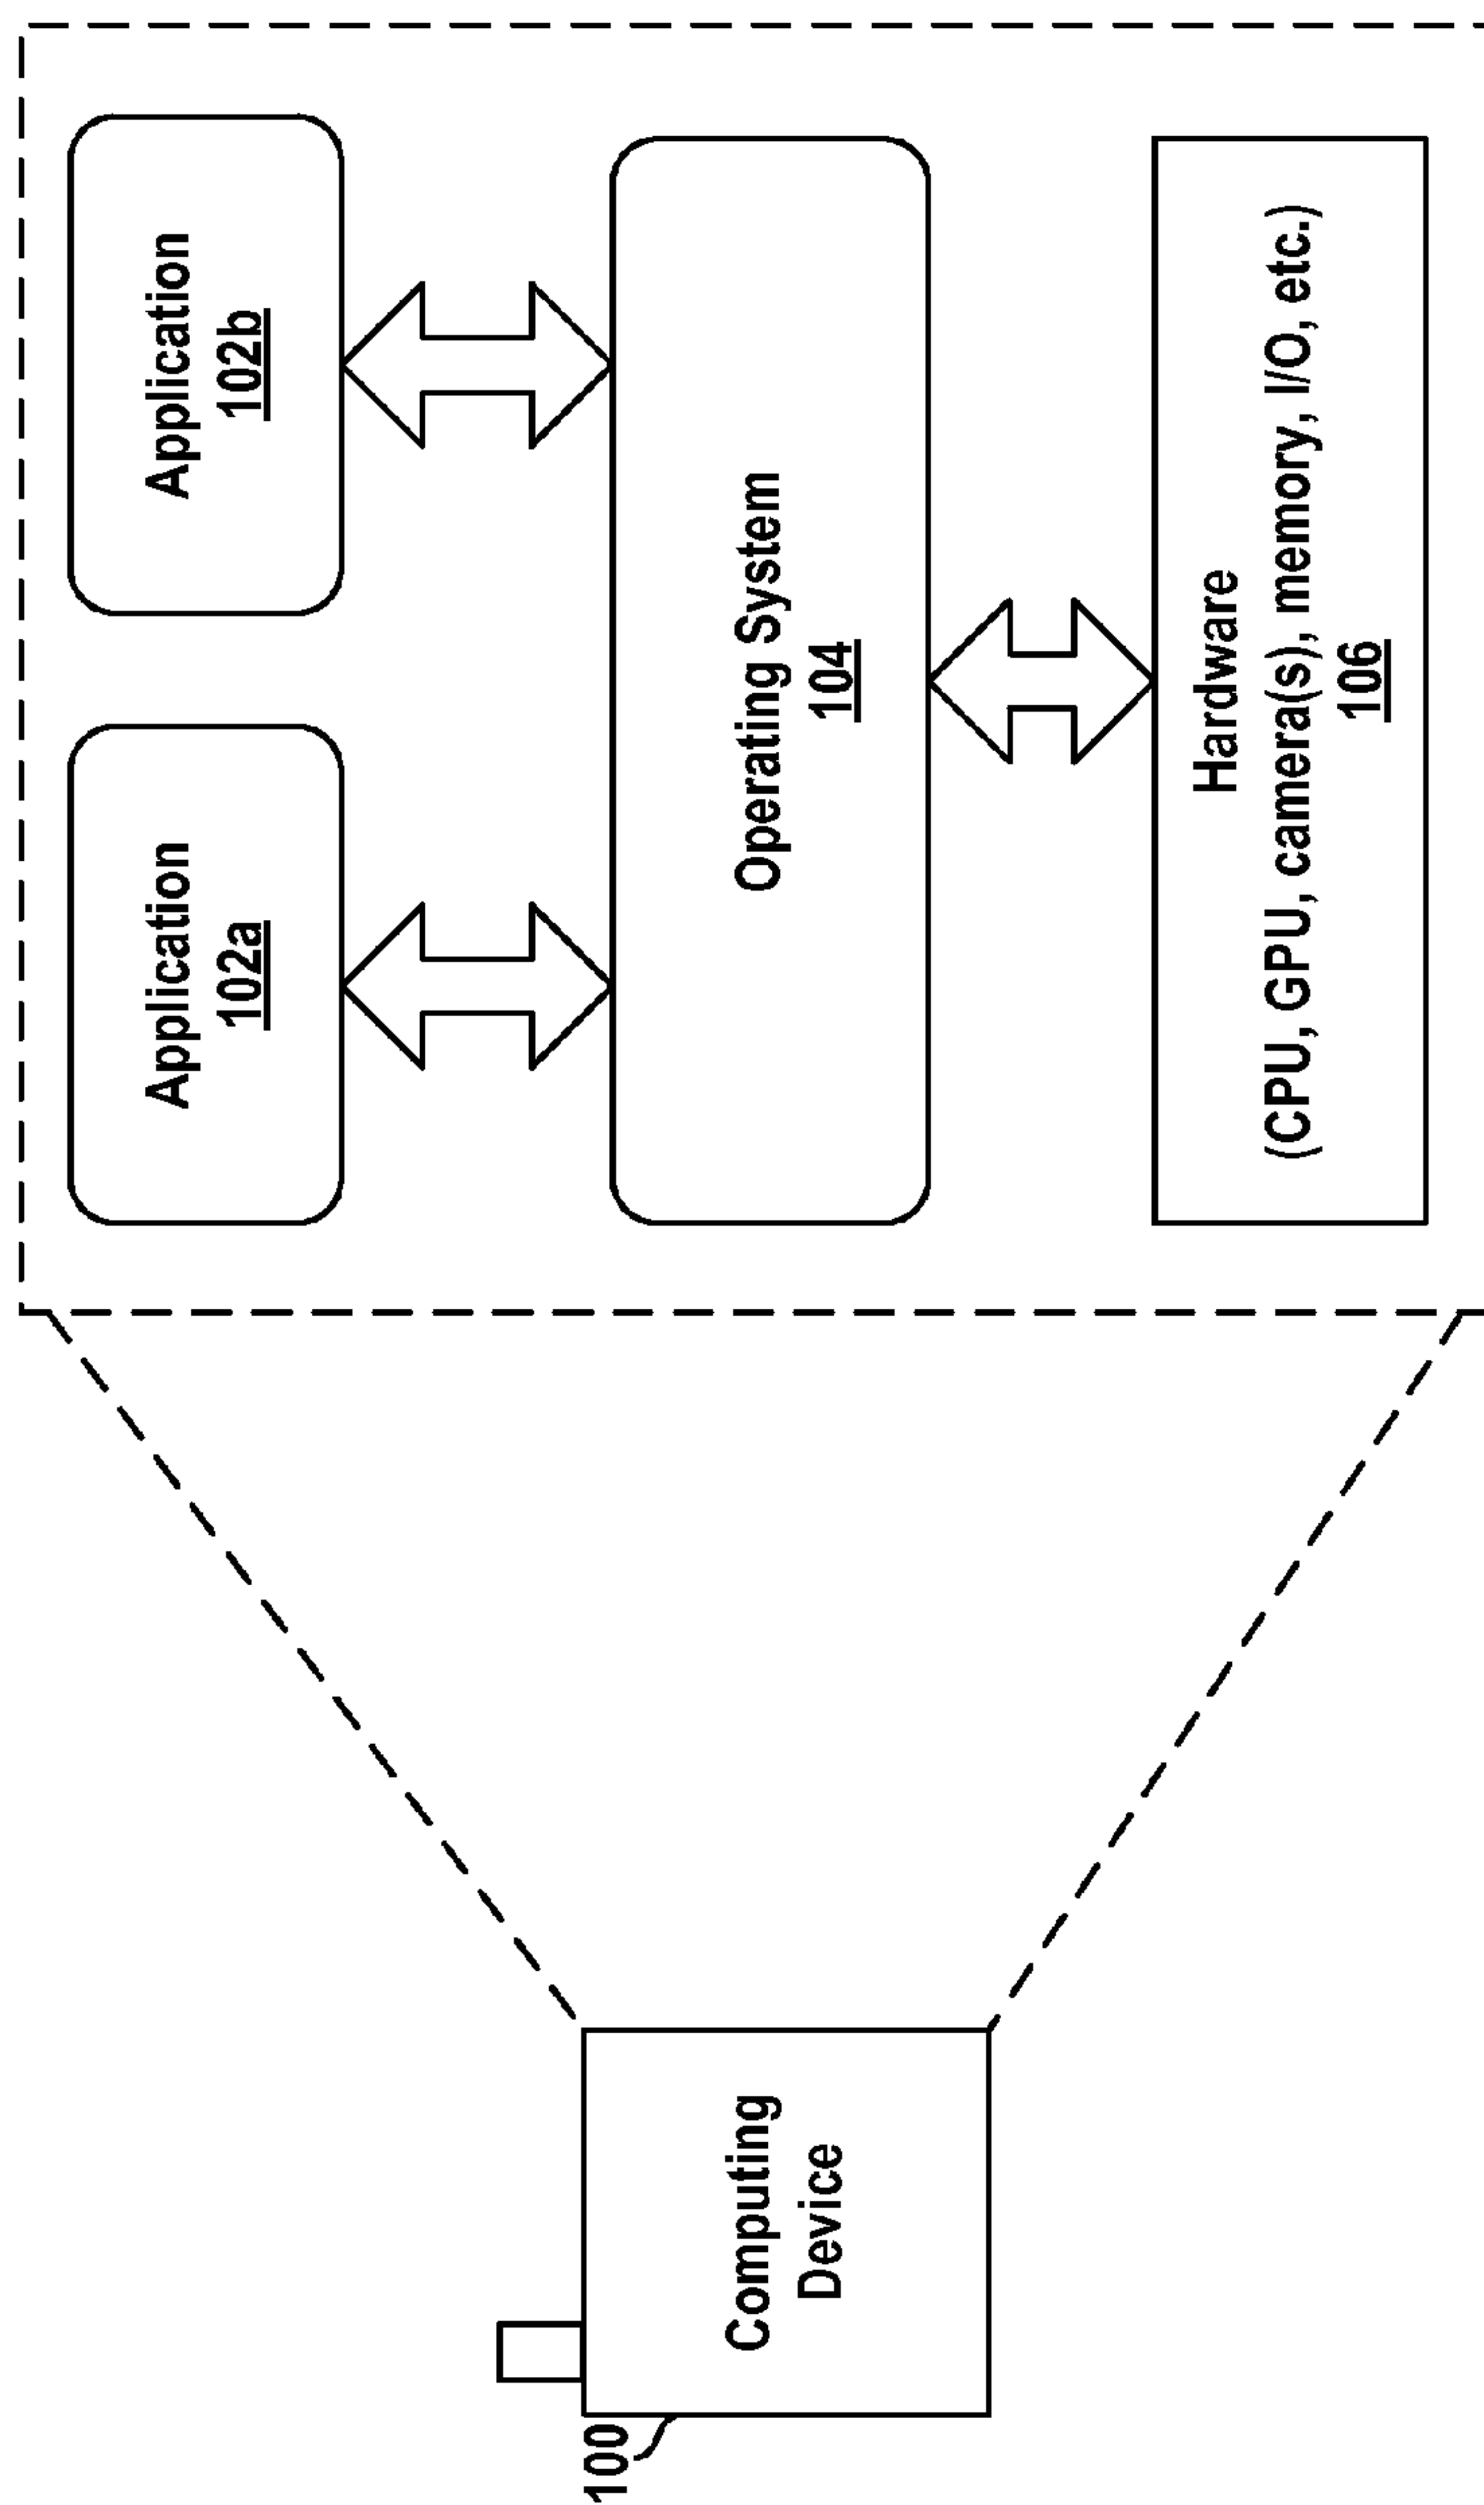 100
Computing
Device
Application
102a
Application
102b
Operating System
104
Hardware
(CPU, GPU, camera(s), memory, I/O, etc.)
106